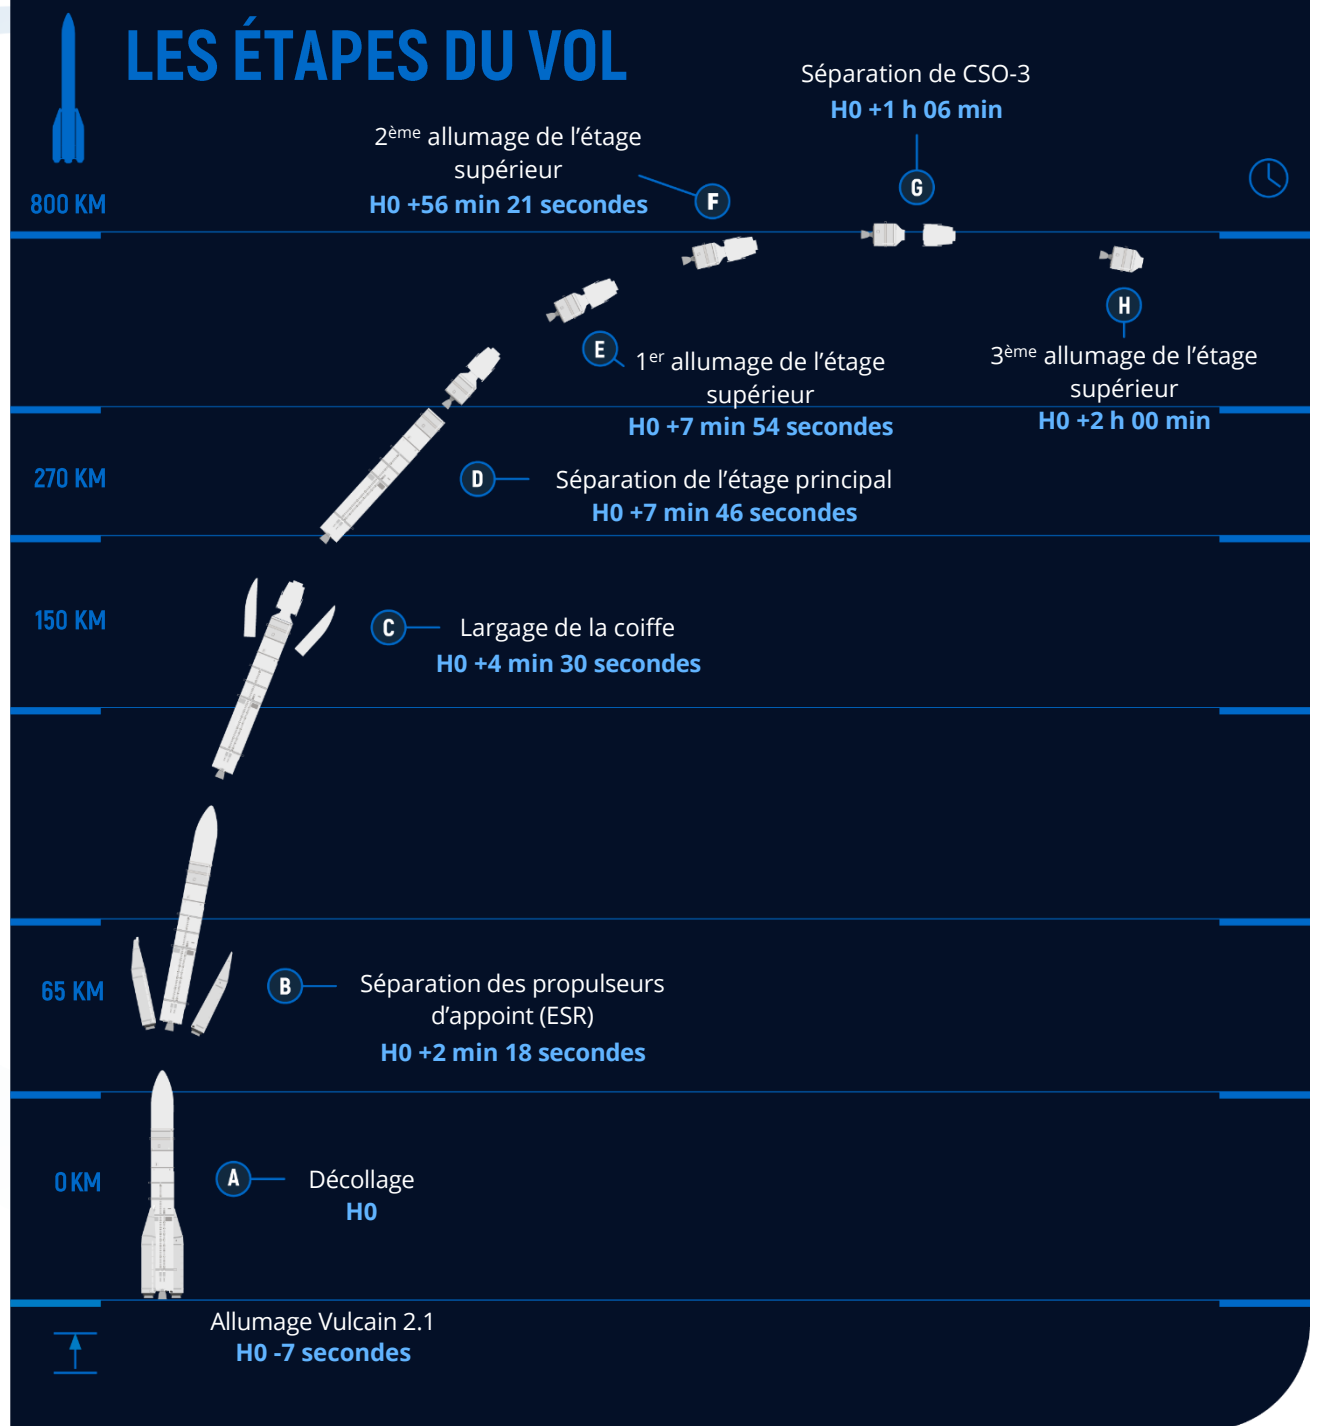 LES ÉTAPES DU VOL
Séparation de CSO-3
H0 +1 h 06 min
G
2ème allumage de l'étage
supérieur
H0 +56 min 21 secondes
F
800 KM
H
3ème allumage de l'étage
supérieur
H0 +2 h 00 min
E
1er allumage de l'étage
supérieur
H0 +7 min 54 secondes
270 KM
D
Séparation de l'étage principal
H0 +7 min 46 secondes
150 KM
C
Largage de la coiffe
H0 +4 min 30 secondes
65 KM
B
Séparation des propulseurs
d'appoint (ESR)
H0 +2 min 18 secondes
0 KM
A
Décollage
H0
Allumage Vulcain 2.1
H0 -7 secondes